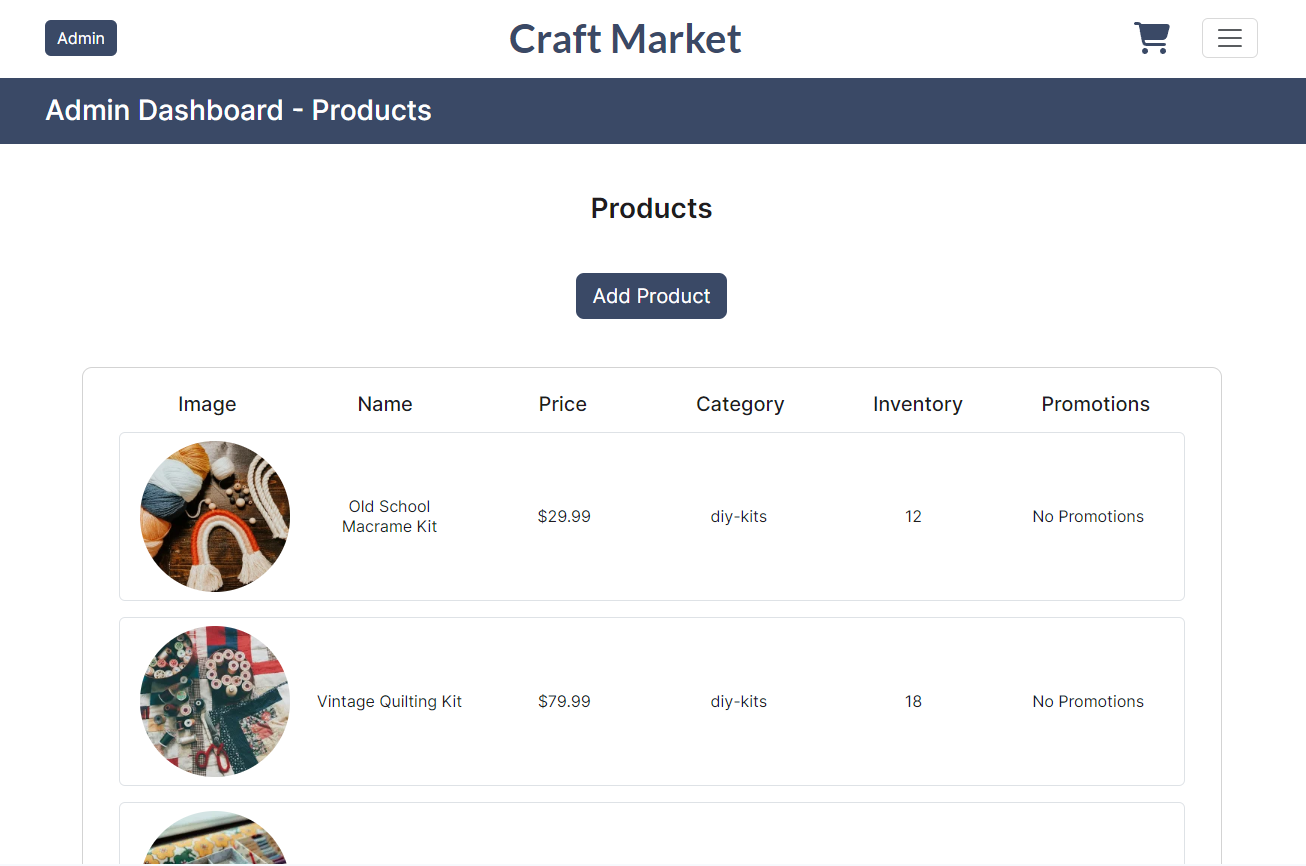 Admin
Craft Market
Admin Dashboard - Products
Products
Add Product
Image Name Price Category Inventory Promotions
Old School
Macrame Kit
$29.99 diy-kits 12 No Promotions
Vintage Quilting Kit $79.99 diy-kits 18 No Promotions